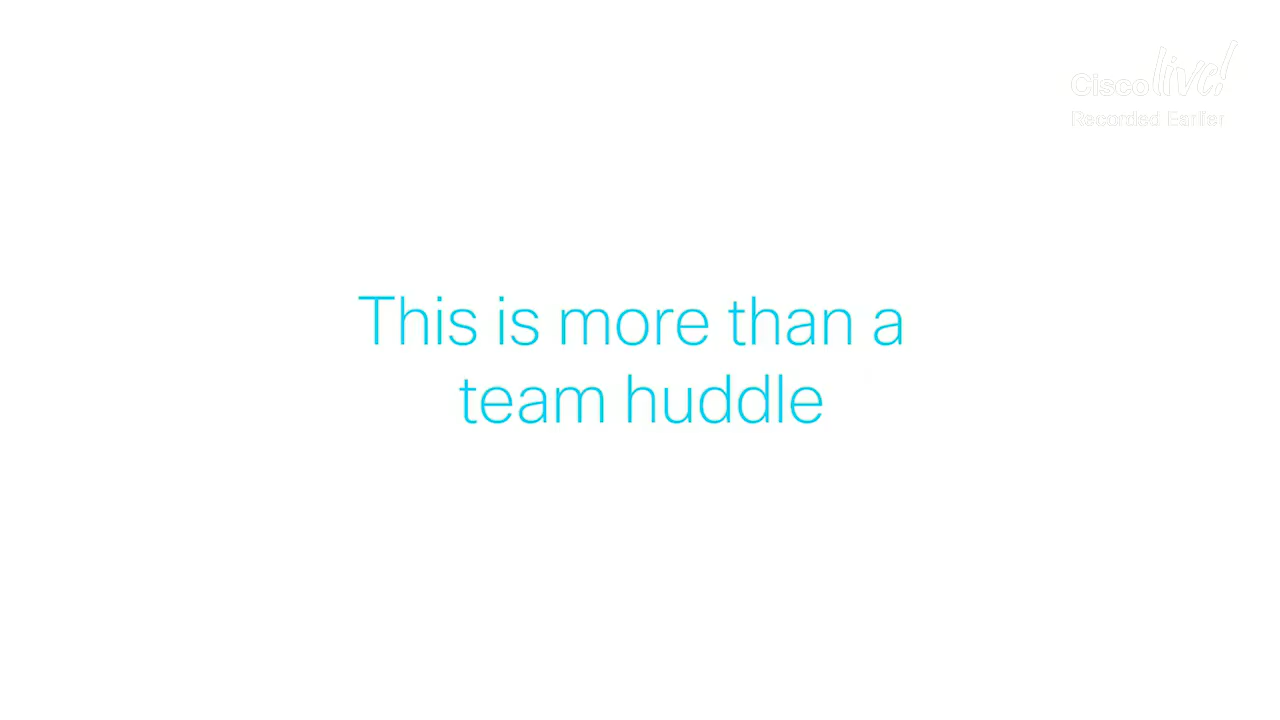 Cisco live!
Recorded Earlier
This is more than a
team huddle